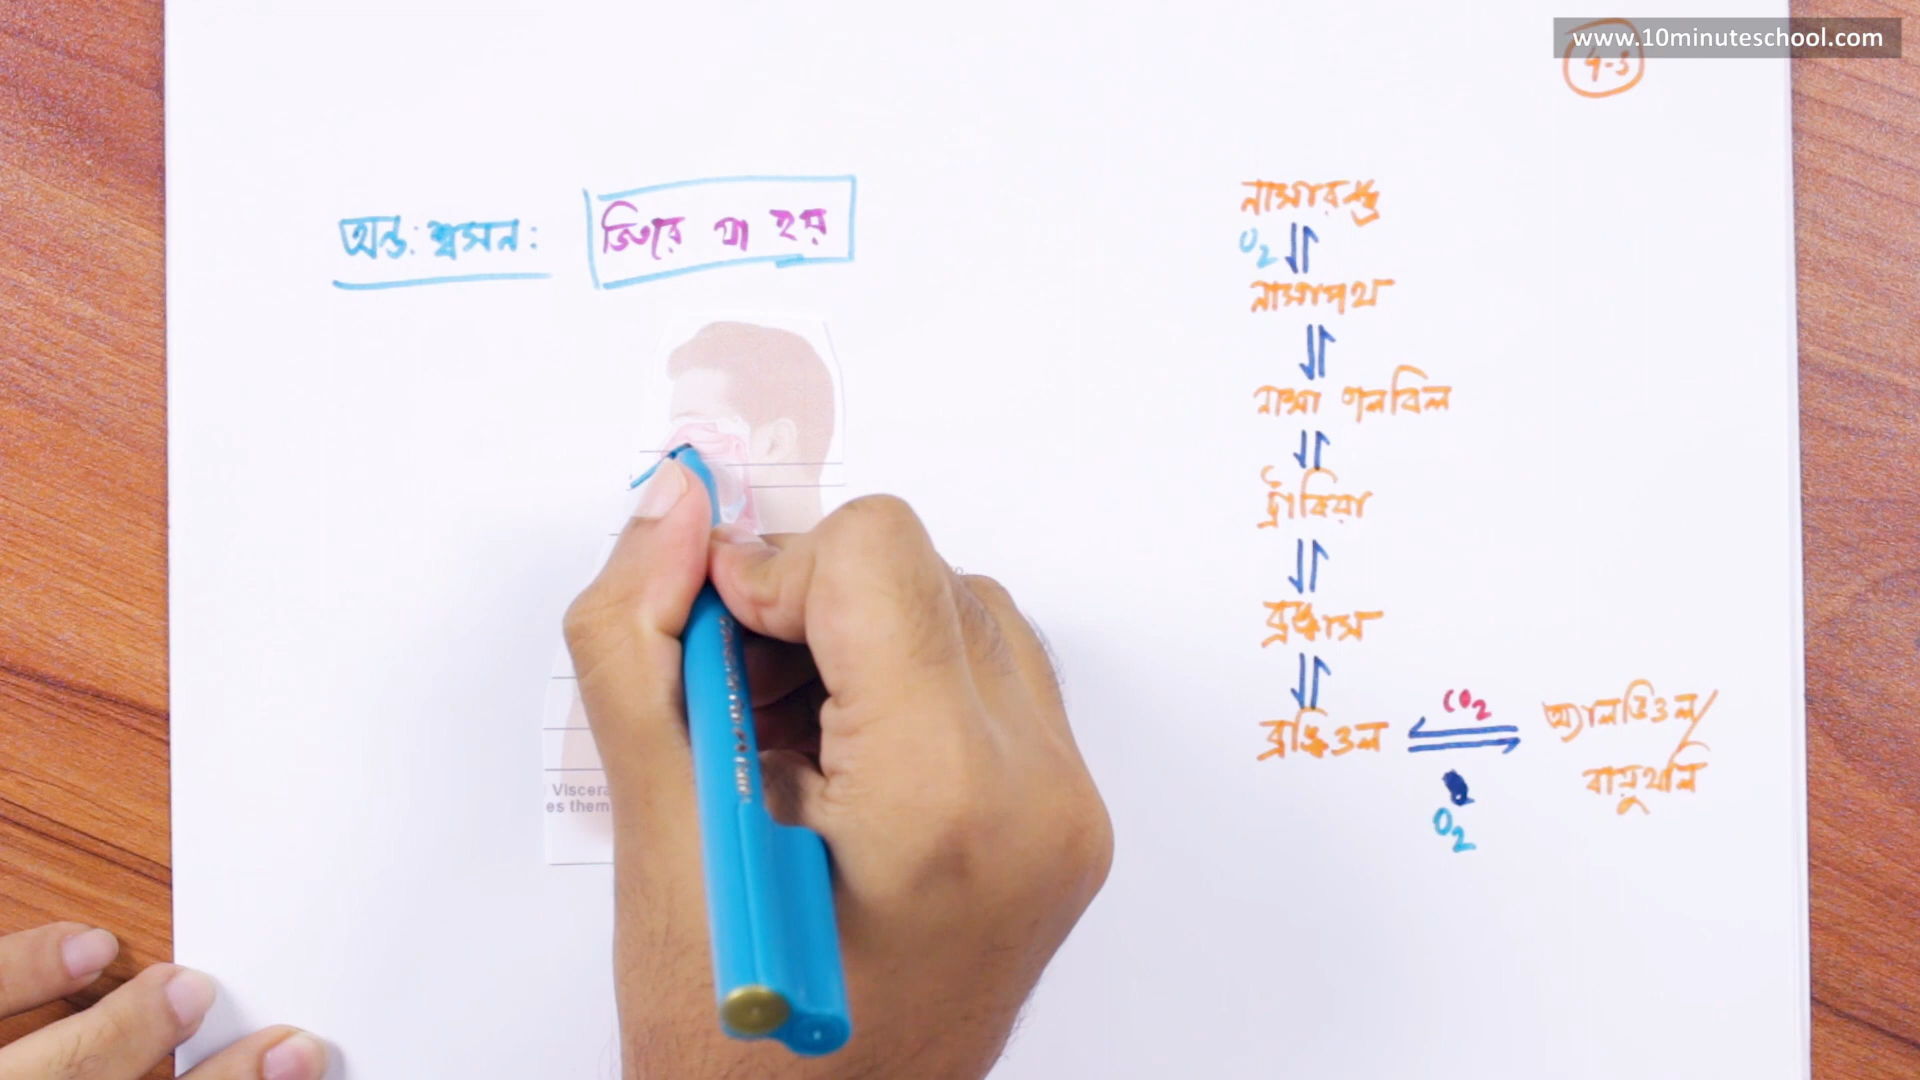 www.10minuteschool.com
অন্ত: শ্বসন:
ভিতরে যা হয়
নাসারন্ধ্র
O2
নাসাপথ
নাসা গলবিল
ট্রাকিয়া
ব্রঙ্কাস
ব্রঙ্কিওল
CO2
O2
অ্যালভিওল/
বায়ুথলি
Viscera
es them